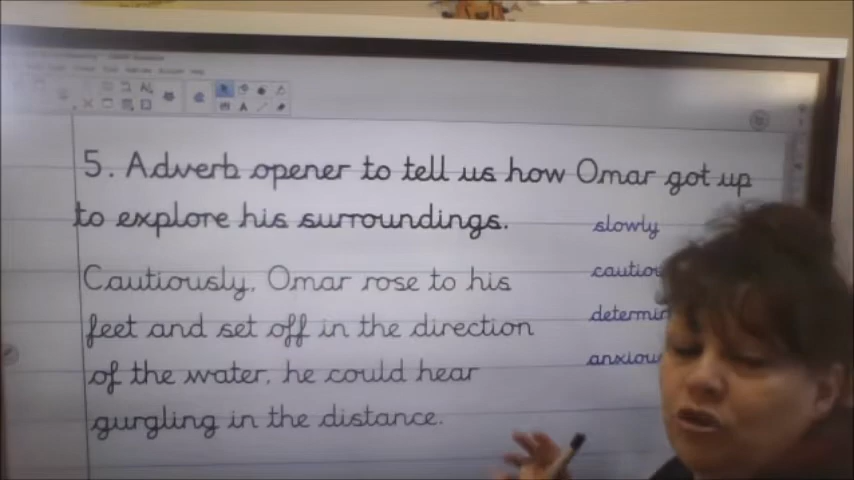 5. Adverb opener to tell us how Omar got up
to explore his surroundings.
slowly
Cautiously, Omar rose to his
feet and set off in the direction
of the water, he could hear
gurgling in the distance.